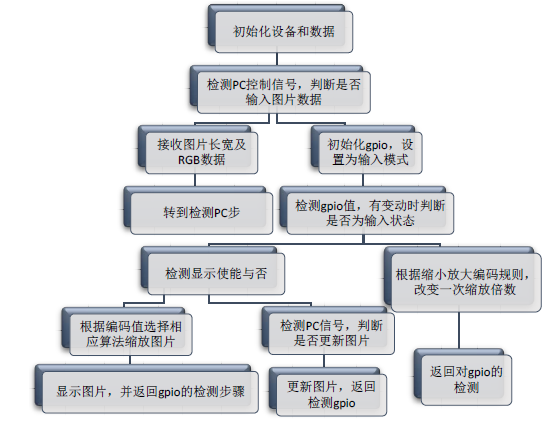 初始化设备和数据
检测PC控制信号，判断是否
输入图片数据
接收图片长宽及
RGB数据
初始化gpio，设
置为输入模式
转到检测PC步
检测gpio值，有变动时判断
是否为输入状态
检测显示使能与否
根据缩小放大编码规则，
改变一次缩放倍数
根据编码值选择相
应算法缩放图片
检测PC信号，判断
是否更新图片
显示图片，并返回gpio的检测步骤
更新图片，返回
检测gpio
返回对gpio的
检测